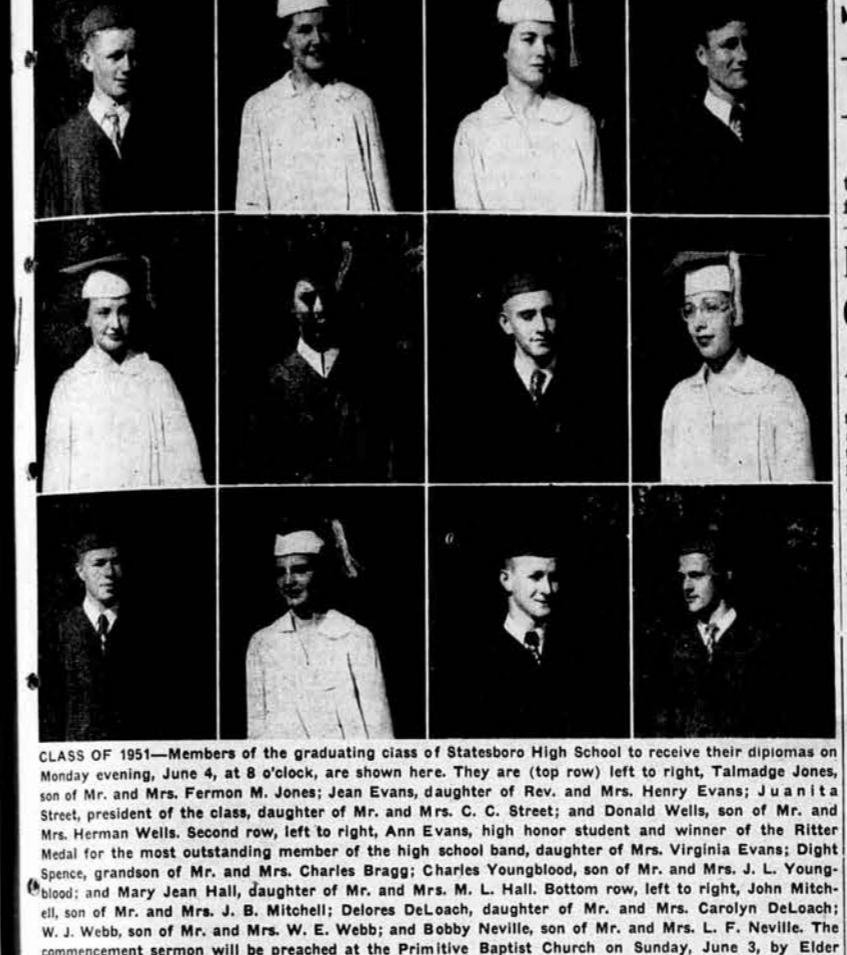 CLASS OF 1951—Members of the graduating class of Statesboro High School to receive their diplomas on
Monday evening, June 4, at 8 o'clock, are shown here. They are (top row) left to right, Talmadge Jones,
son of Mr. and Mrs. Fermon M. Jones; Jean Evans, daughter of Rev. and Mrs. Henry Evans; Juanita
Street, president of the class, daughter of Mr. and Mrs. C. C. Street; and Donald Wells, son of Mr. and
Mrs. Herman Wells. Second row, left to right, Ann Evans, high honor student and winner of the Ritter
Medal for the most outstanding member of the high school band, daughter of Mrs. Virginia Evans; Dight
Spence, grandson of Mr. and Mrs. Charles Bragg; Charles Youngblood, son of Mr. and Mrs. J. L. Young-
blood; and Mary Jean Hall, daughter of Mr. and Mrs. M. L. Hall. Bottom row, left to right, John Mitch-
ell, son of Mr. and Mrs. J. B. Mitchell; Delores DeLoach, daughter of Mr. and Mrs. Carolyn DeLoach;
W. J. Webb, son of Mr. and Mrs. W. E. Webb; and Bobby Neville, son of Mr. and Mrs. L. F. Neville. The
commencement sermon will be preached at the Primitive Baptist Church on Sunday, June 3, by Elder